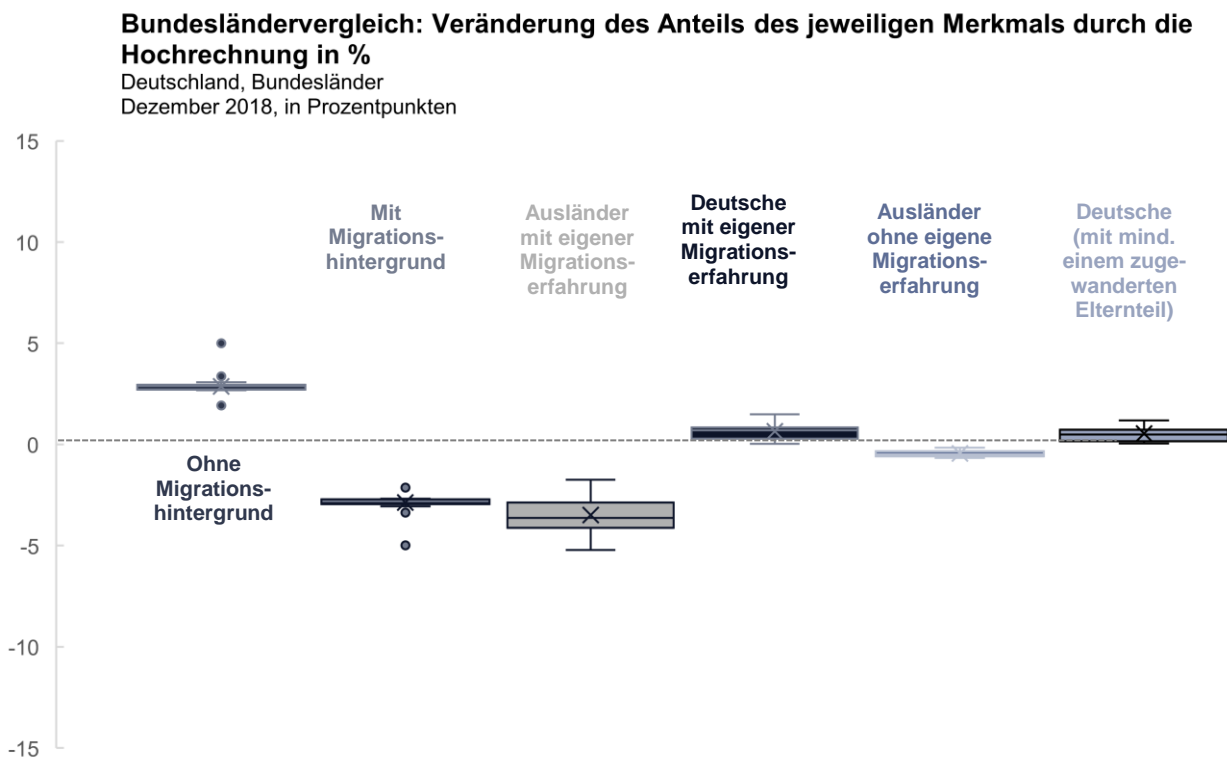 Bundesländervergleich: Veränderung des Anteils des jeweiligen Merkmals durch die
Hochrechnung in %
Deutschland, Bundesländer
Dezember 2018, in Prozentpunkten
15
10
5
0
-5
-10
-15
Ohne
Migrations-
hintergrund
Mit
Migrations-
hintergrund
Ausländer
mit eigener
Migrations-
erfahrung
Deutsche
mit eigener
Migrations-
erfahrung
Ausländer
ohne eigene
Migrations-
erfahrung
Deutsche
(mit mind.
einem zuge-
wanderten
Elternteil)